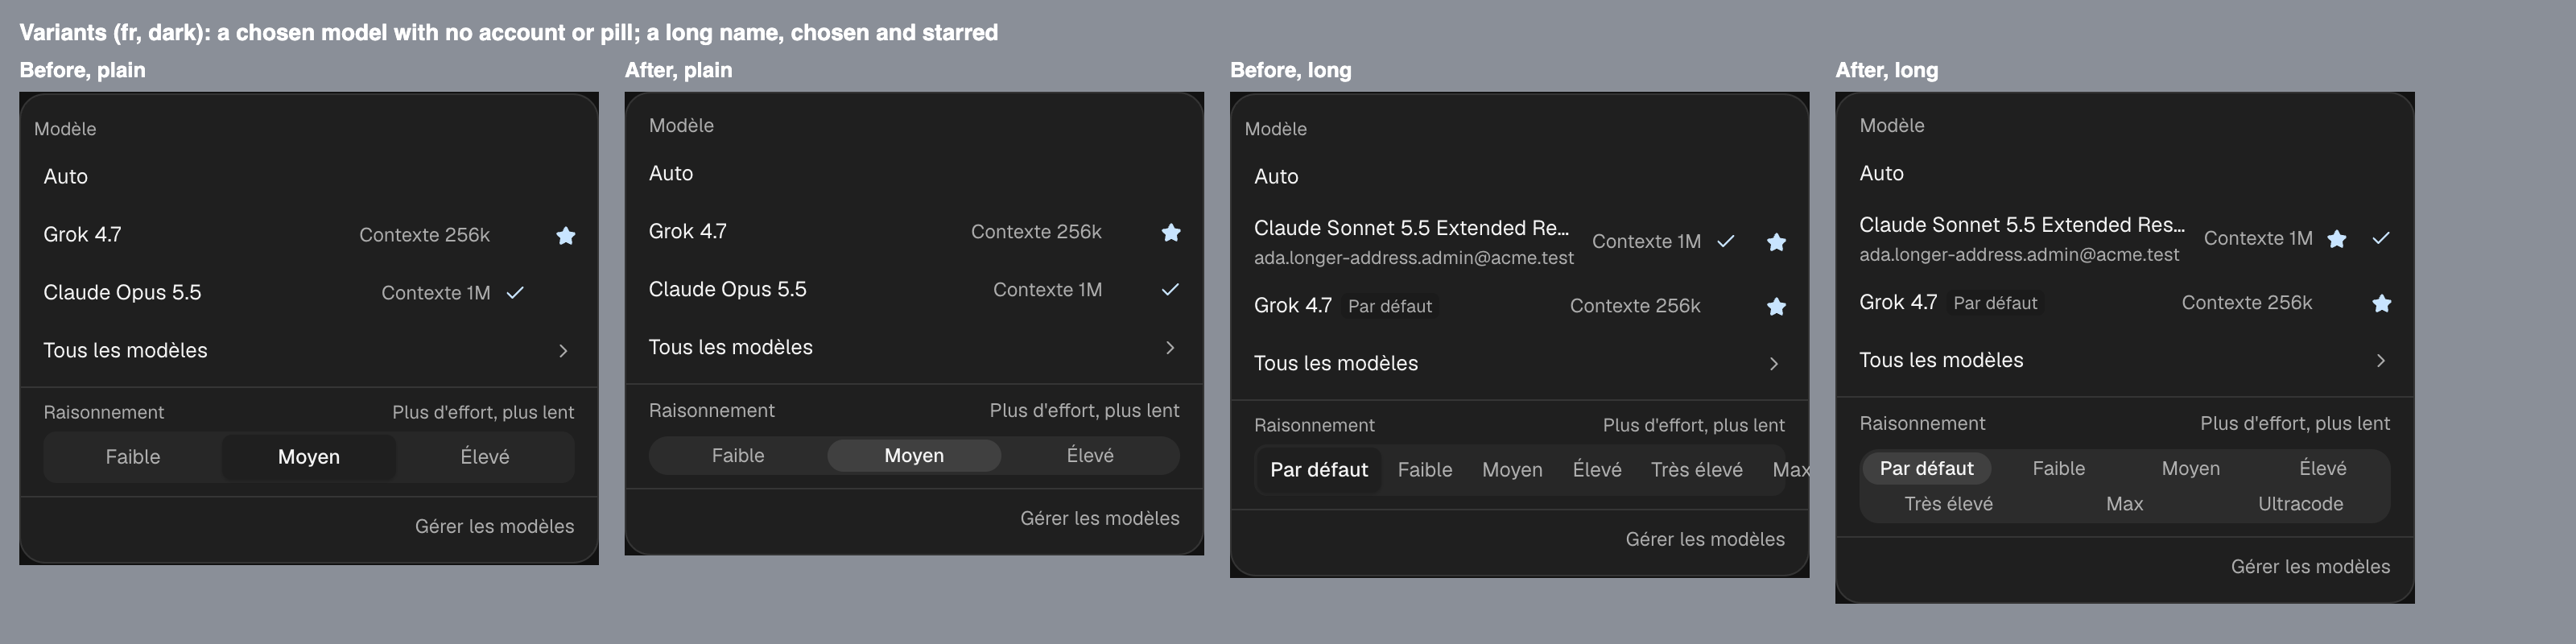 Variants (fr, dark): a chosen model with no account or pill; a long name, chosen and starred
Before, plain
Modèle
Auto
Grok 4.7 Contexte 256k
Claude Opus 5.5 Contexte 1M
Tous les modèles
Raisonnement Plus d'effort, plus lent
Faible Moyen Élevé
Gérer les modèles
After, plain
Modèle
Auto
Grok 4.7 Contexte 256k
Claude Opus 5.5 Contexte 1M
Tous les modèles
Raisonnement Plus d'effort, plus lent
Faible Moyen Élevé
Gérer les modèles
Before, long
Modèle
Auto
Claude Sonnet 5.5 Extended Re... Contexte 1M
ada.longer-address.admin@acme.test
Grok 4.7 Par défaut Contexte 256k
Tous les modèles
Raisonnement Plus d'effort, plus lent
Par défaut Faible Moyen Élevé Très élevé Max
Gérer les modèles
After, long
Modèle
Auto
Claude Sonnet 5.5 Extended Res... Contexte 1M
ada.longer-address.admin@acme.test
Grok 4.7 Par défaut Contexte 256k
Tous les modèles
Raisonnement Plus d'effort, plus lent
Par défaut Faible Moyen Élevé
Très élevé Max Ultracode
Gérer les modèles